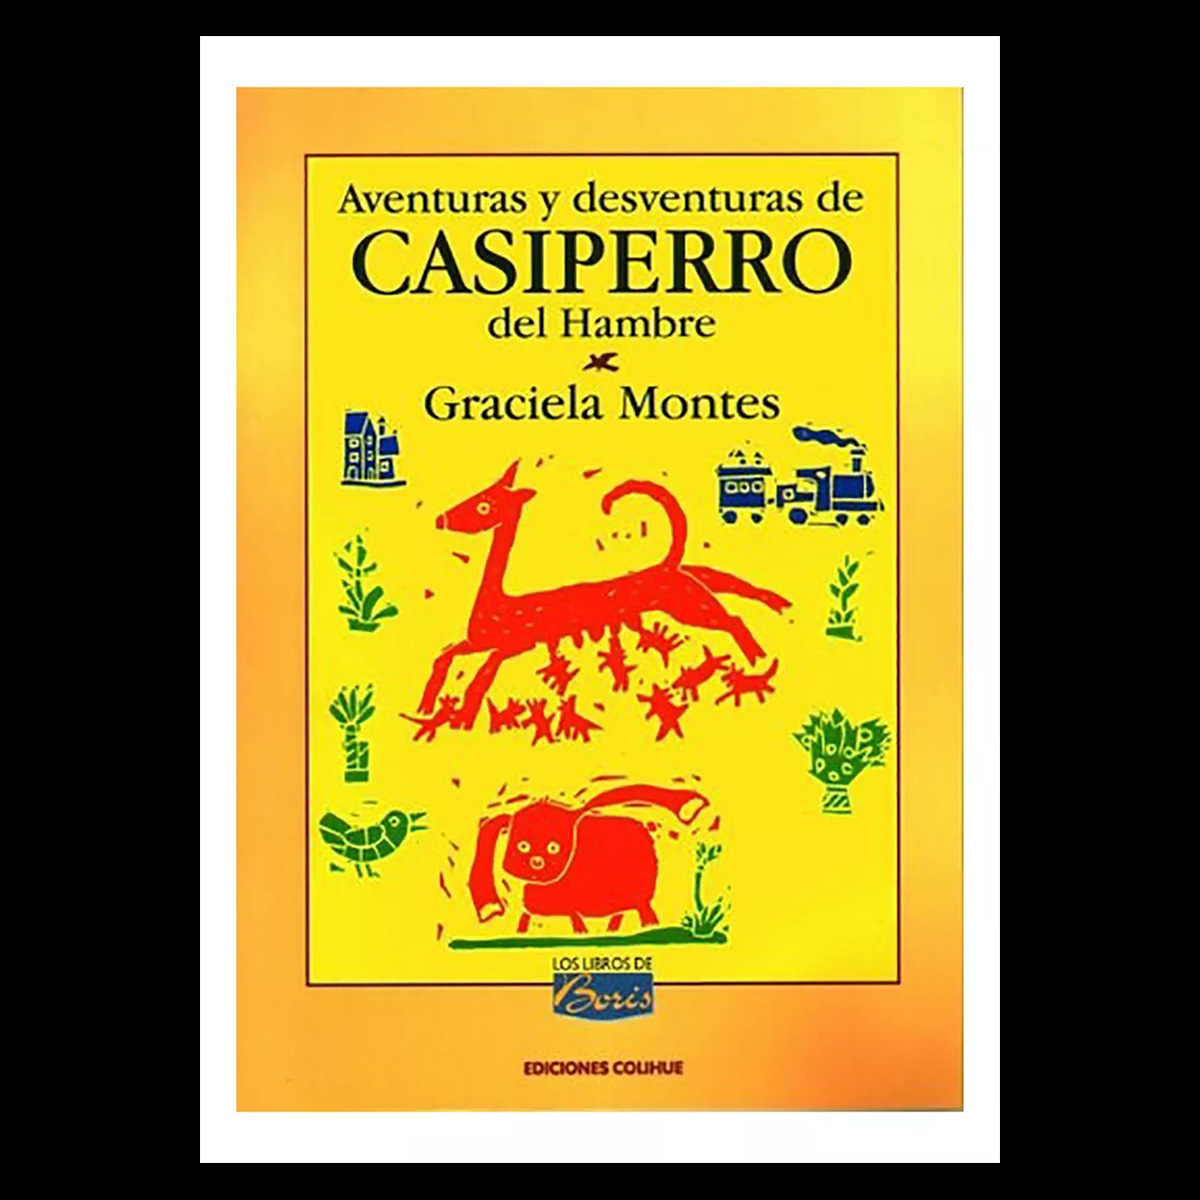 Aventuras y desventuras de
CASIPERRO
del Hambre
Graciela Montes
LOS LIBROS DE
Boris
EDICIONES COLIHUE